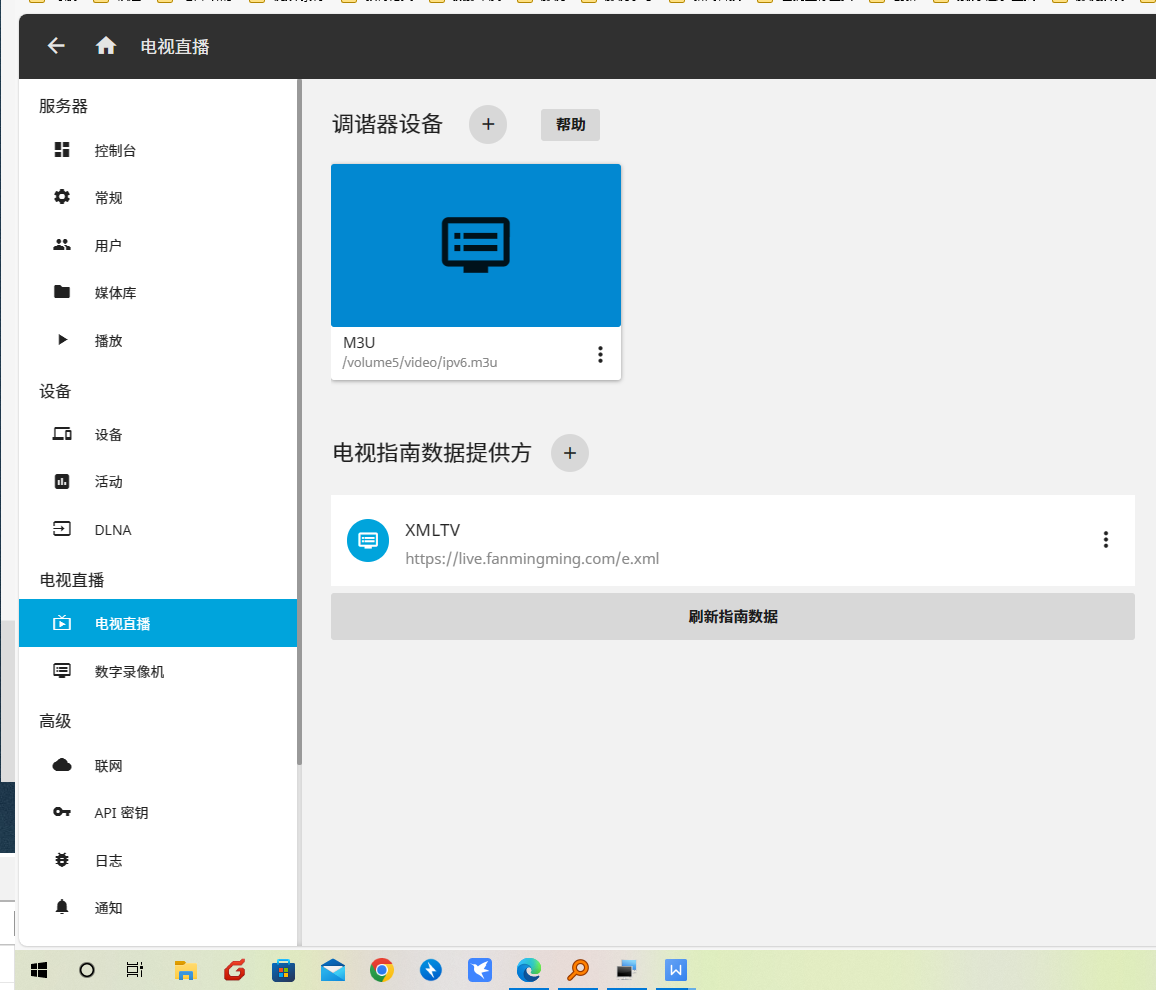 电视直播
服务器
控制台
常规
用户
媒体库
播放
设备
设备
活动
DLNA
电视直播
电视直播
数字录像机
高级
联网
API 密钥
日志
通知
调谐器设备
+
帮助
M3U
/volume5/video/ipv6.m3u
电视指南数据提供方
+
XMLTV
https://live.fanmingming.com/e.xml
刷新指南数据